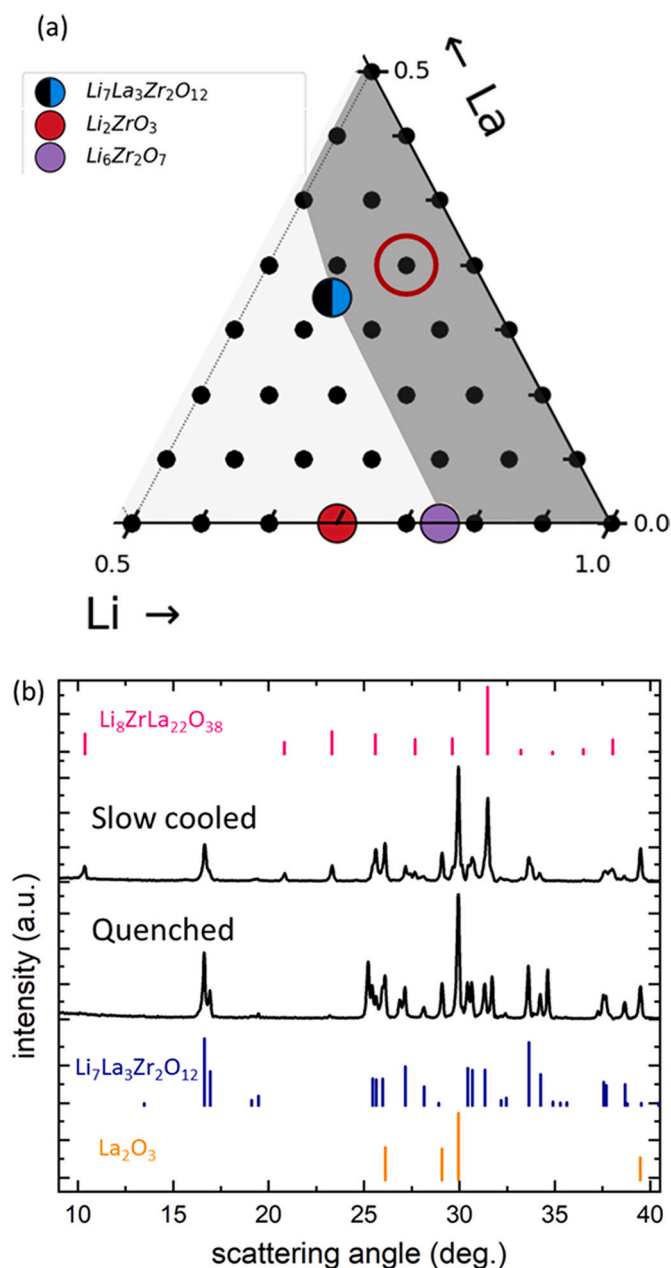 (a)
Li₇La₃Zr₂O₁₂
Li₂ZrO₃
Li₆Zr₂O₇
0.5
← La
0.0
0.5
1.0
Li →
(b)
Li₈ZrLa₂₂O₃₈
Slow cooled
Quenched
Li₇La₃Zr₂O₁₂
La₂O₃
intensity (a.u.)
10 15 20 25 30 35 40
scattering angle (deg.)